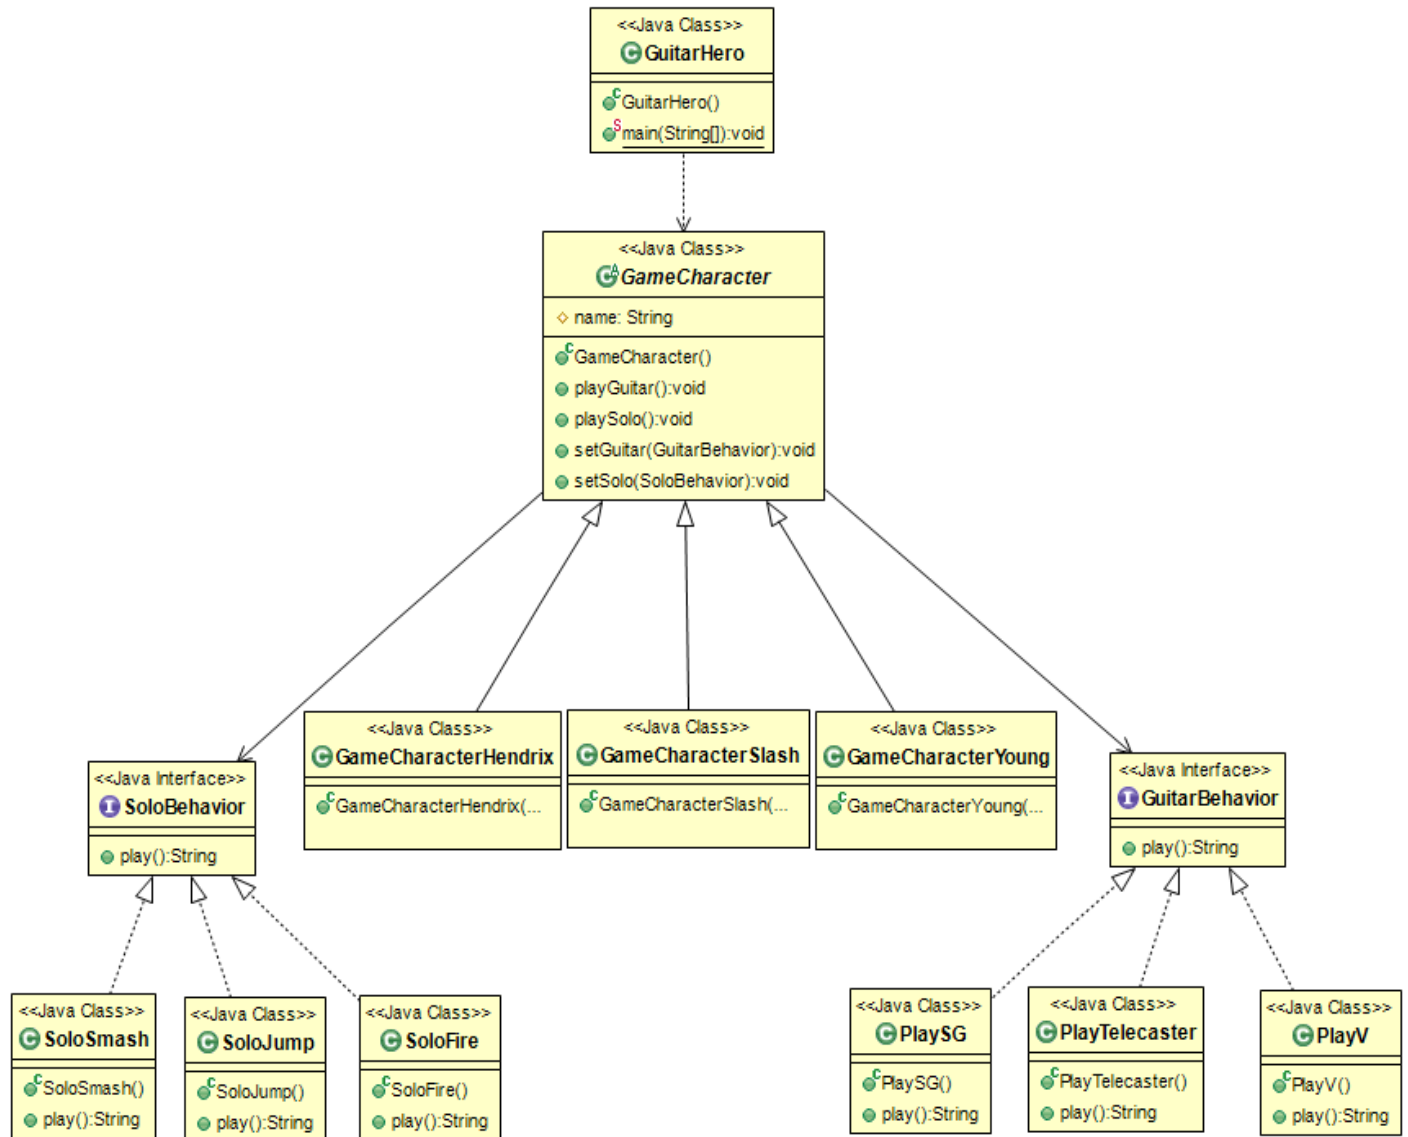 <<Java Class>>
GuitarHero
GuitarHero()
main(String[]):void
<<Java Class>>
GameCharacter
name: String
GameCharacter()
playGuitar():void
playSolo():void
setGuitar(GuitarBehavior):void
setSolo(SoloBehavior):void
<<Java Interface>>
SoloBehavior
play():String
<<Java Class>>
GameCharacterHendrix
GameCharacterHendrix(...
<<Java Class>>
GameCharacterSlash
GameCharacterSlash(...
<<Java Class>>
GameCharacterYoung
GameCharacterYoung(...
<<Java Interface>>
GuitarBehavior
play():String
<<Java Class>>
SoloSmash
SoloSmash()
play():String
<<Java Class>>
SoloJump
SoloJump()
play():String
<<Java Class>>
SoloFire
SoloFire()
play():String
<<Java Class>>
PlaySG
PlaySG()
play():String
<<Java Class>>
PlayTelecaster
PlayTelecaster()
play():String
<<Java Class>>
PlayV
PlayV()
play():String